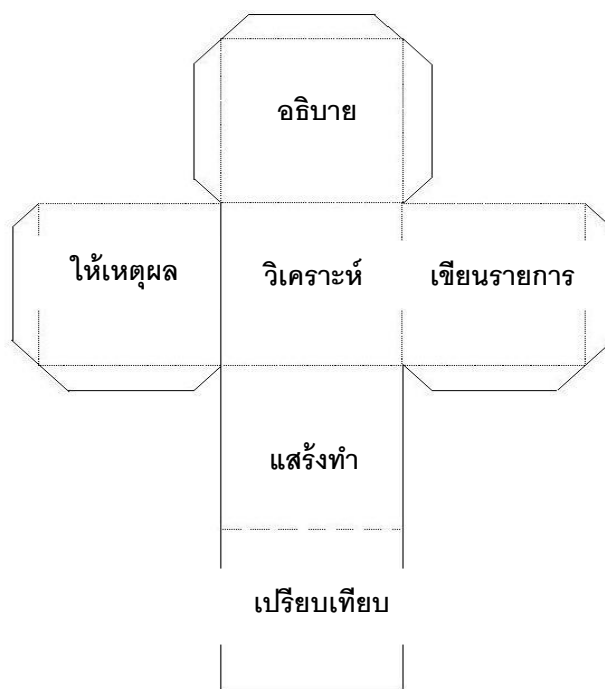 อธิบาย
ให้เหตุผล วิเคราะห์ เขียนรายการ
แสร้งทำ
เปรียบเทียบ